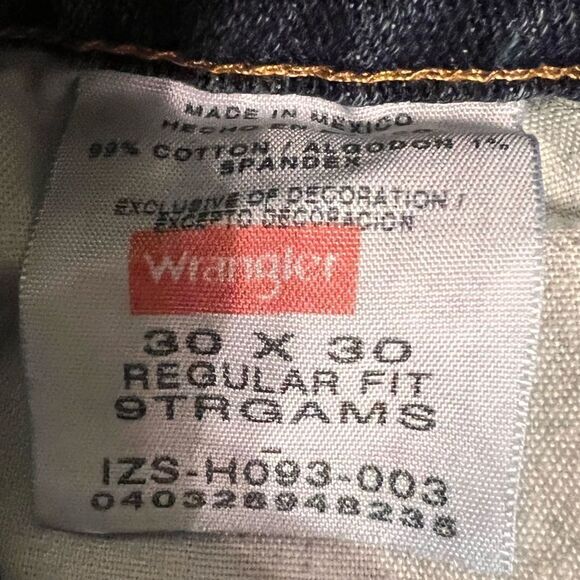 MADE IN MEXICO
HECHO EN MEXICO
99% COTTON / ALGODON 1%
SPANDEX
EXCLUSIVE OF DECORATION /
EXCEPTO DECORACION
Wrangler
30 X 30
REGULAR FIT
9TRGAMS
IZS-H093-003
040328948235